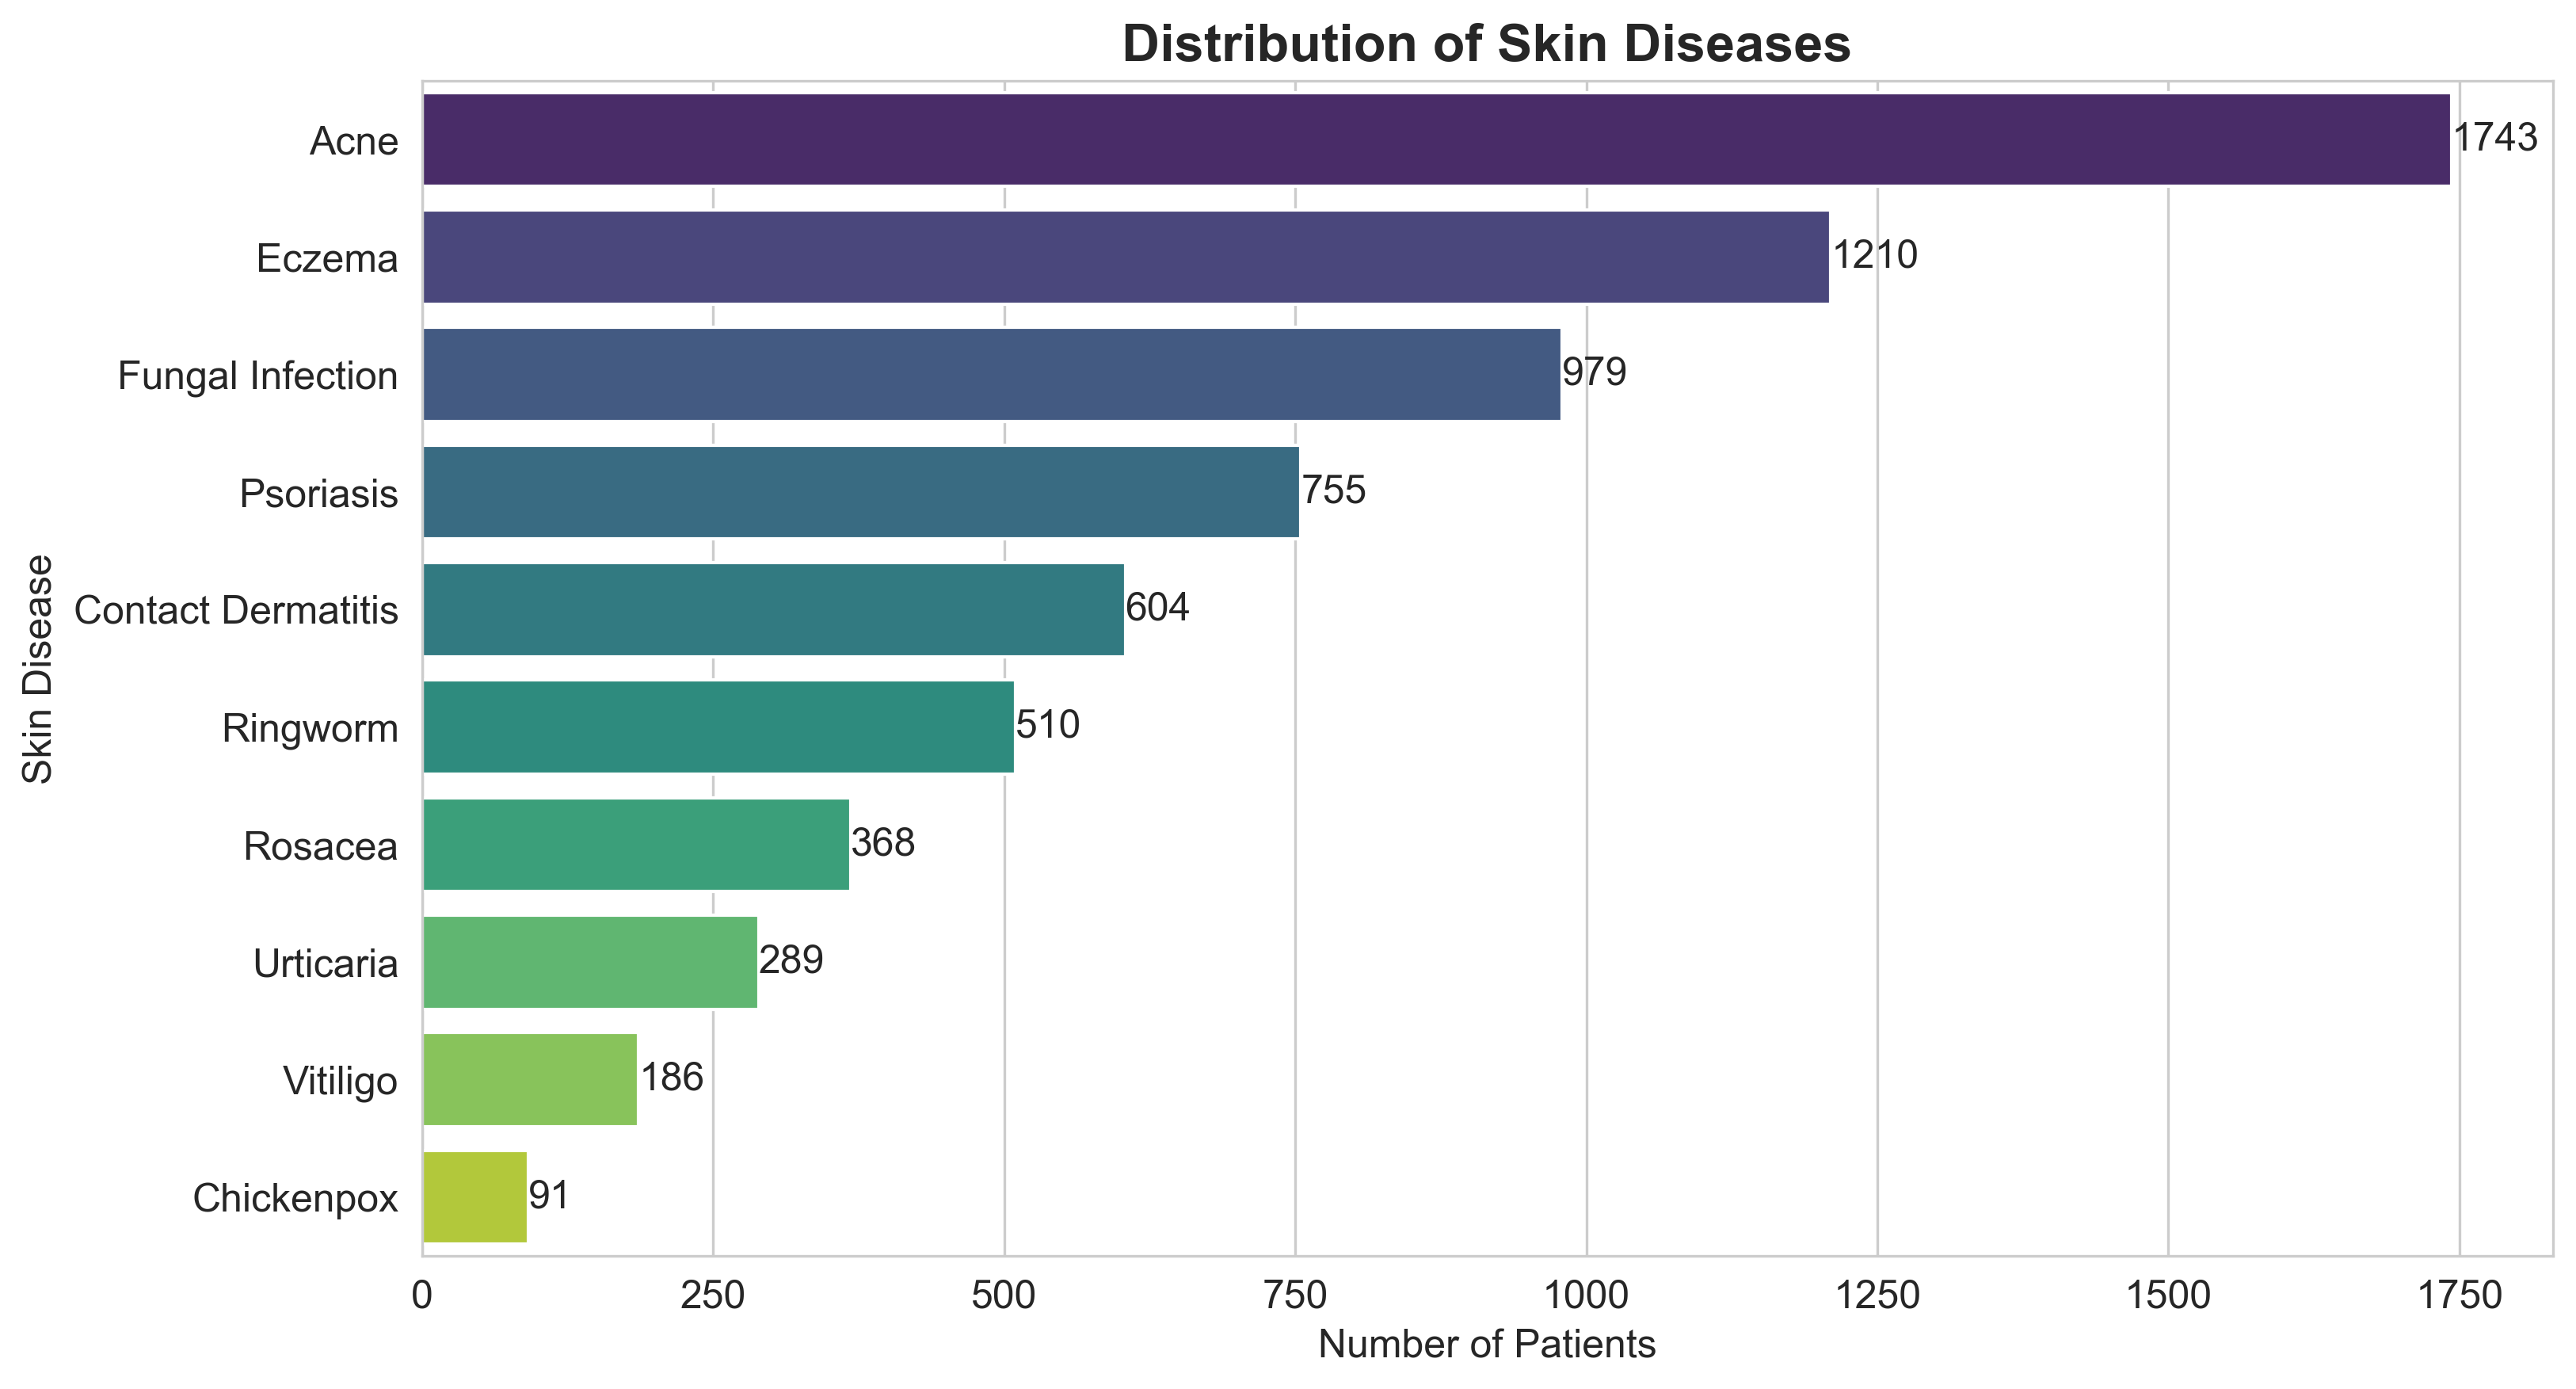 Distribution of Skin Diseases
Acne 1743
Eczema 1210
Fungal Infection 979
Psoriasis 755
Contact Dermatitis 604
Ringworm 510
Rosacea 368
Urticaria 289
Vitiligo 186
Chickenpox 91
Skin Disease
0 250 500 750 1000 1250 1500 1750
Number of Patients